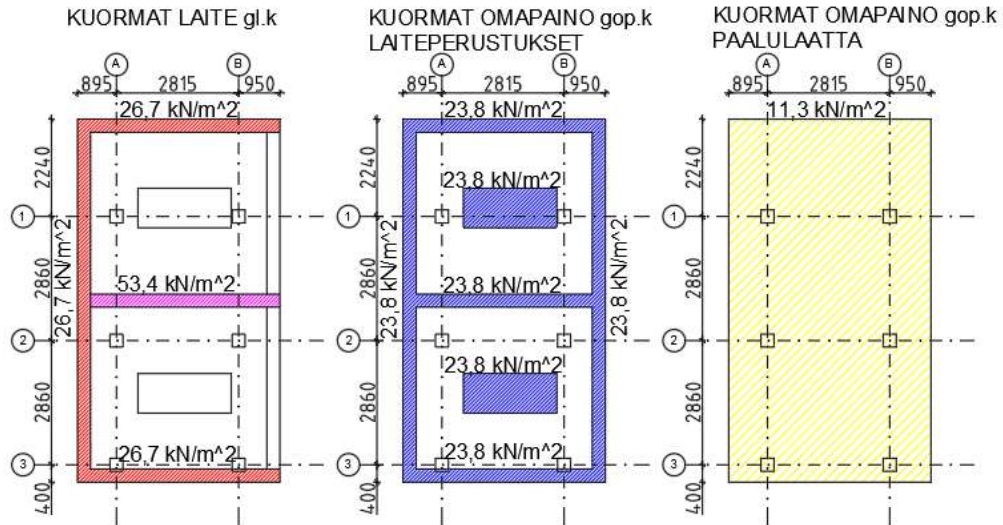 KUORMAT LAITE gl.k
A
B
895
2815
950
26,7 kN/m^2
2240
1
2860
26,7 kN/m^2
53,4 kN/m^2
2
2860
26,7 kN/m^2
3
400
KUORMAT OMAPAINO gop.k
LAITEPERUSTUKSET
A
B
895
2815
950
23,8 kN/m^2
2240
23,8 kN/m^2
1
2860
23,8 kN/m^2
23,8 kN/m^2
23,8 kN/m^2
2
23,8 kN/m^2
2860
23,8 kN/m^2
3
400
KUORMAT OMAPAINO gop.k
PAALULAATTA
A
B
895
2815
950
11,3 kN/m^2
2240
1
2860
2
2860
3
400